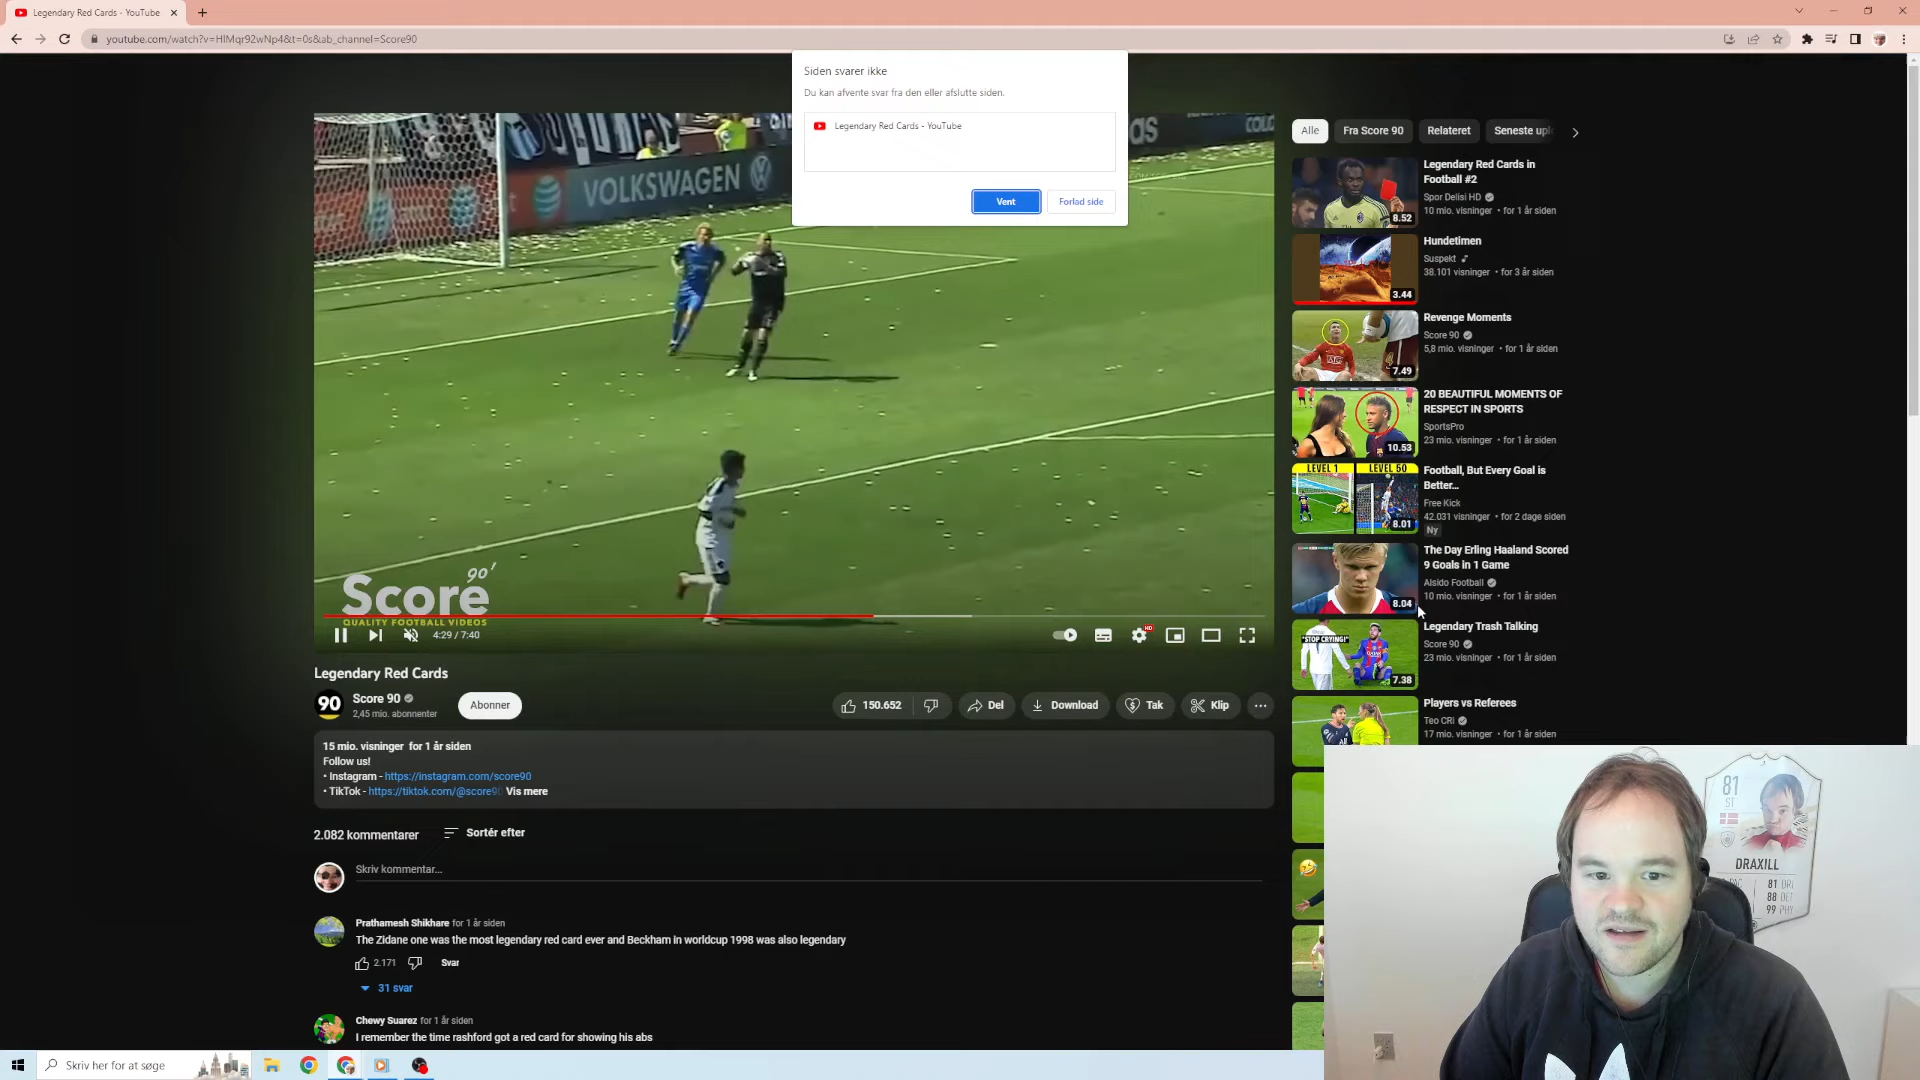 Legendary Red Cards - YouTube
youtube.com/watch?v=HIMqr92wNp4&t=0s&ab_channel=Score90
Siden svarer ikke
Du kan afvente svar fra den eller afslutte siden.
Legendary Red Cards - YouTube
Vent
Forlad side
VOLKSWAGEN
AT&T
Score 90'
QUALITY FOOTBALL VIDEOS
4:29 / 7:40
HD
Legendary Red Cards
90
Score 90
2,45 mio. abonnenter
Abonner
150.652
Del
Download
Tak
Klip
15 mio. visninger for 1 år siden
Follow us!
• Instagram - https://instagram.com/score90
• TikTok - https://tiktok.com/@score90 Vis mere
2.082 kommentarer
Sortér efter
Skriv kommentar...
Prathamesh Shikhare for 1 år siden
The Zidane one was the most legendary red card ever and Beckham in worldcup 1998 was also legendary
2.171
Svar
31 svar
Chewy Suarez for 1 år siden
I remember the time rashford got a red card for showing his abs
Alle
Fra Score 90
Relateret
Seneste upl
Legendary Red Cards in
Football #2
Spor Delisi HD
10 mio. visninger • for 1 år siden
8.52
Hundetimen
Suspekt
38.101 visninger • for 3 år siden
3.44
Revenge Moments
Score 90
5,8 mio. visninger • for 1 år siden
7.49
20 BEAUTIFUL MOMENTS OF
RESPECT IN SPORTS
SportsPro
23 mio. visninger • for 1 år siden
10.53
LEVEL 1
LEVEL 50
Football, But Every Goal is
Better...
Free Kick
42.031 visninger • for 2 dage siden
Ny
8.01
The Day Erling Haaland Scored
9 Goals in 1 Game
Alsido Football
10 mio. visninger • for 1 år siden
8.04
"STOP CRYING!"
Legendary Trash Talking
Score 90
23 mio. visninger • for 1 år siden
7.38
Players vs Referees
Teo CRi
17 mio. visninger • for 1 år siden
81
ST
DRAXILL
81 DRI
88 DEF
99 PHY
Skriv her for at søge